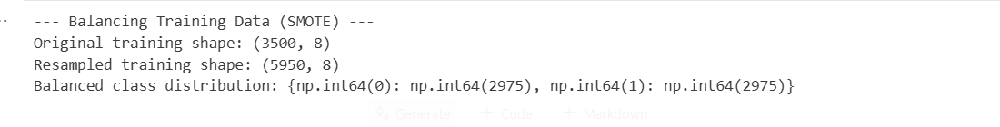 --- Balancing Training Data (SMOTE) ---
Original training shape: (3500, 8)
Resampled training shape: (5950, 8)
Balanced class distribution: {np.int64(0): np.int64(2975), np.int64(1): np.int64(2975)}
Generate + Code + Markdown